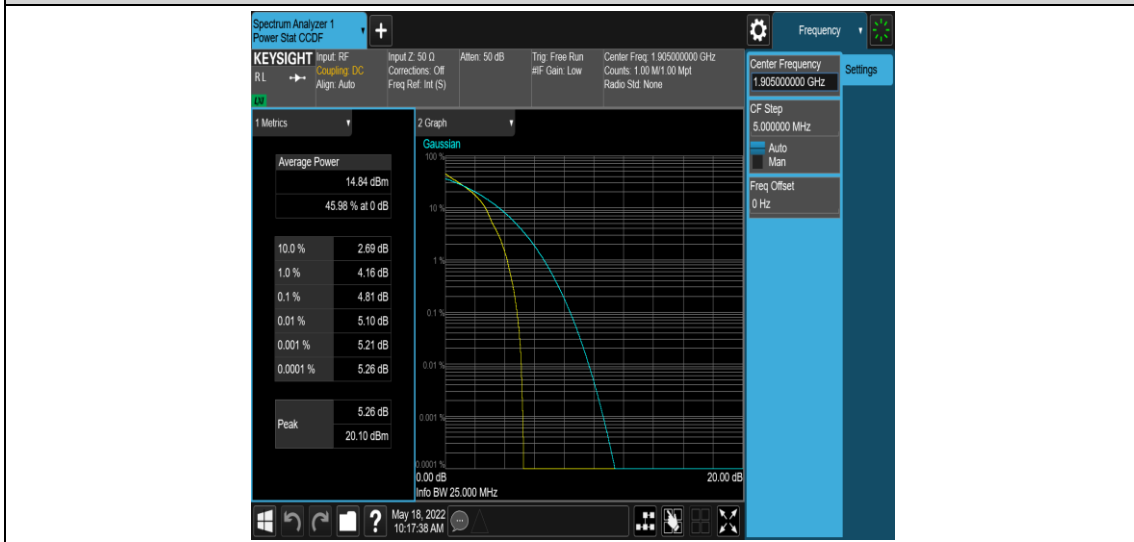 Spectrum Analyzer 1
Power Stat CCDF
+
Frequency
KEYSIGHT
RL
LXI
Input: RF
Coupling: DC
Align: Auto
Input Z: 50 Ω
Corrections: Off
Freq Ref: Int (S)
Atten: 50 dB
Trig: Free Run
#IF Gain: Low
Center Freq: 1.905000000 GHz
Counts: 1.00 M/1.00 Mpt
Radio Std: None
Center Frequency
1.905000000 GHz
Settings
CF Step
5.000000 MHz
Auto
Man
Freq Offset
0 Hz
1 Metrics
Average Power
14.84 dBm
45.98 % at 0 dB
10.0 % 2.69 dB
1.0 % 4.16 dB
0.1 % 4.81 dB
0.01 % 5.10 dB
0.001 % 5.21 dB
0.0001 % 5.26 dB
Peak
5.26 dB
20.10 dBm
2 Graph
Gaussian
100 %
10 %
1 %
0.1 %
0.01 %
0.001 %
0.0001 %
0.00 dB 20.00 dB
Info BW 25.000 MHz
?
May 18, 2022
10:17:38 AM